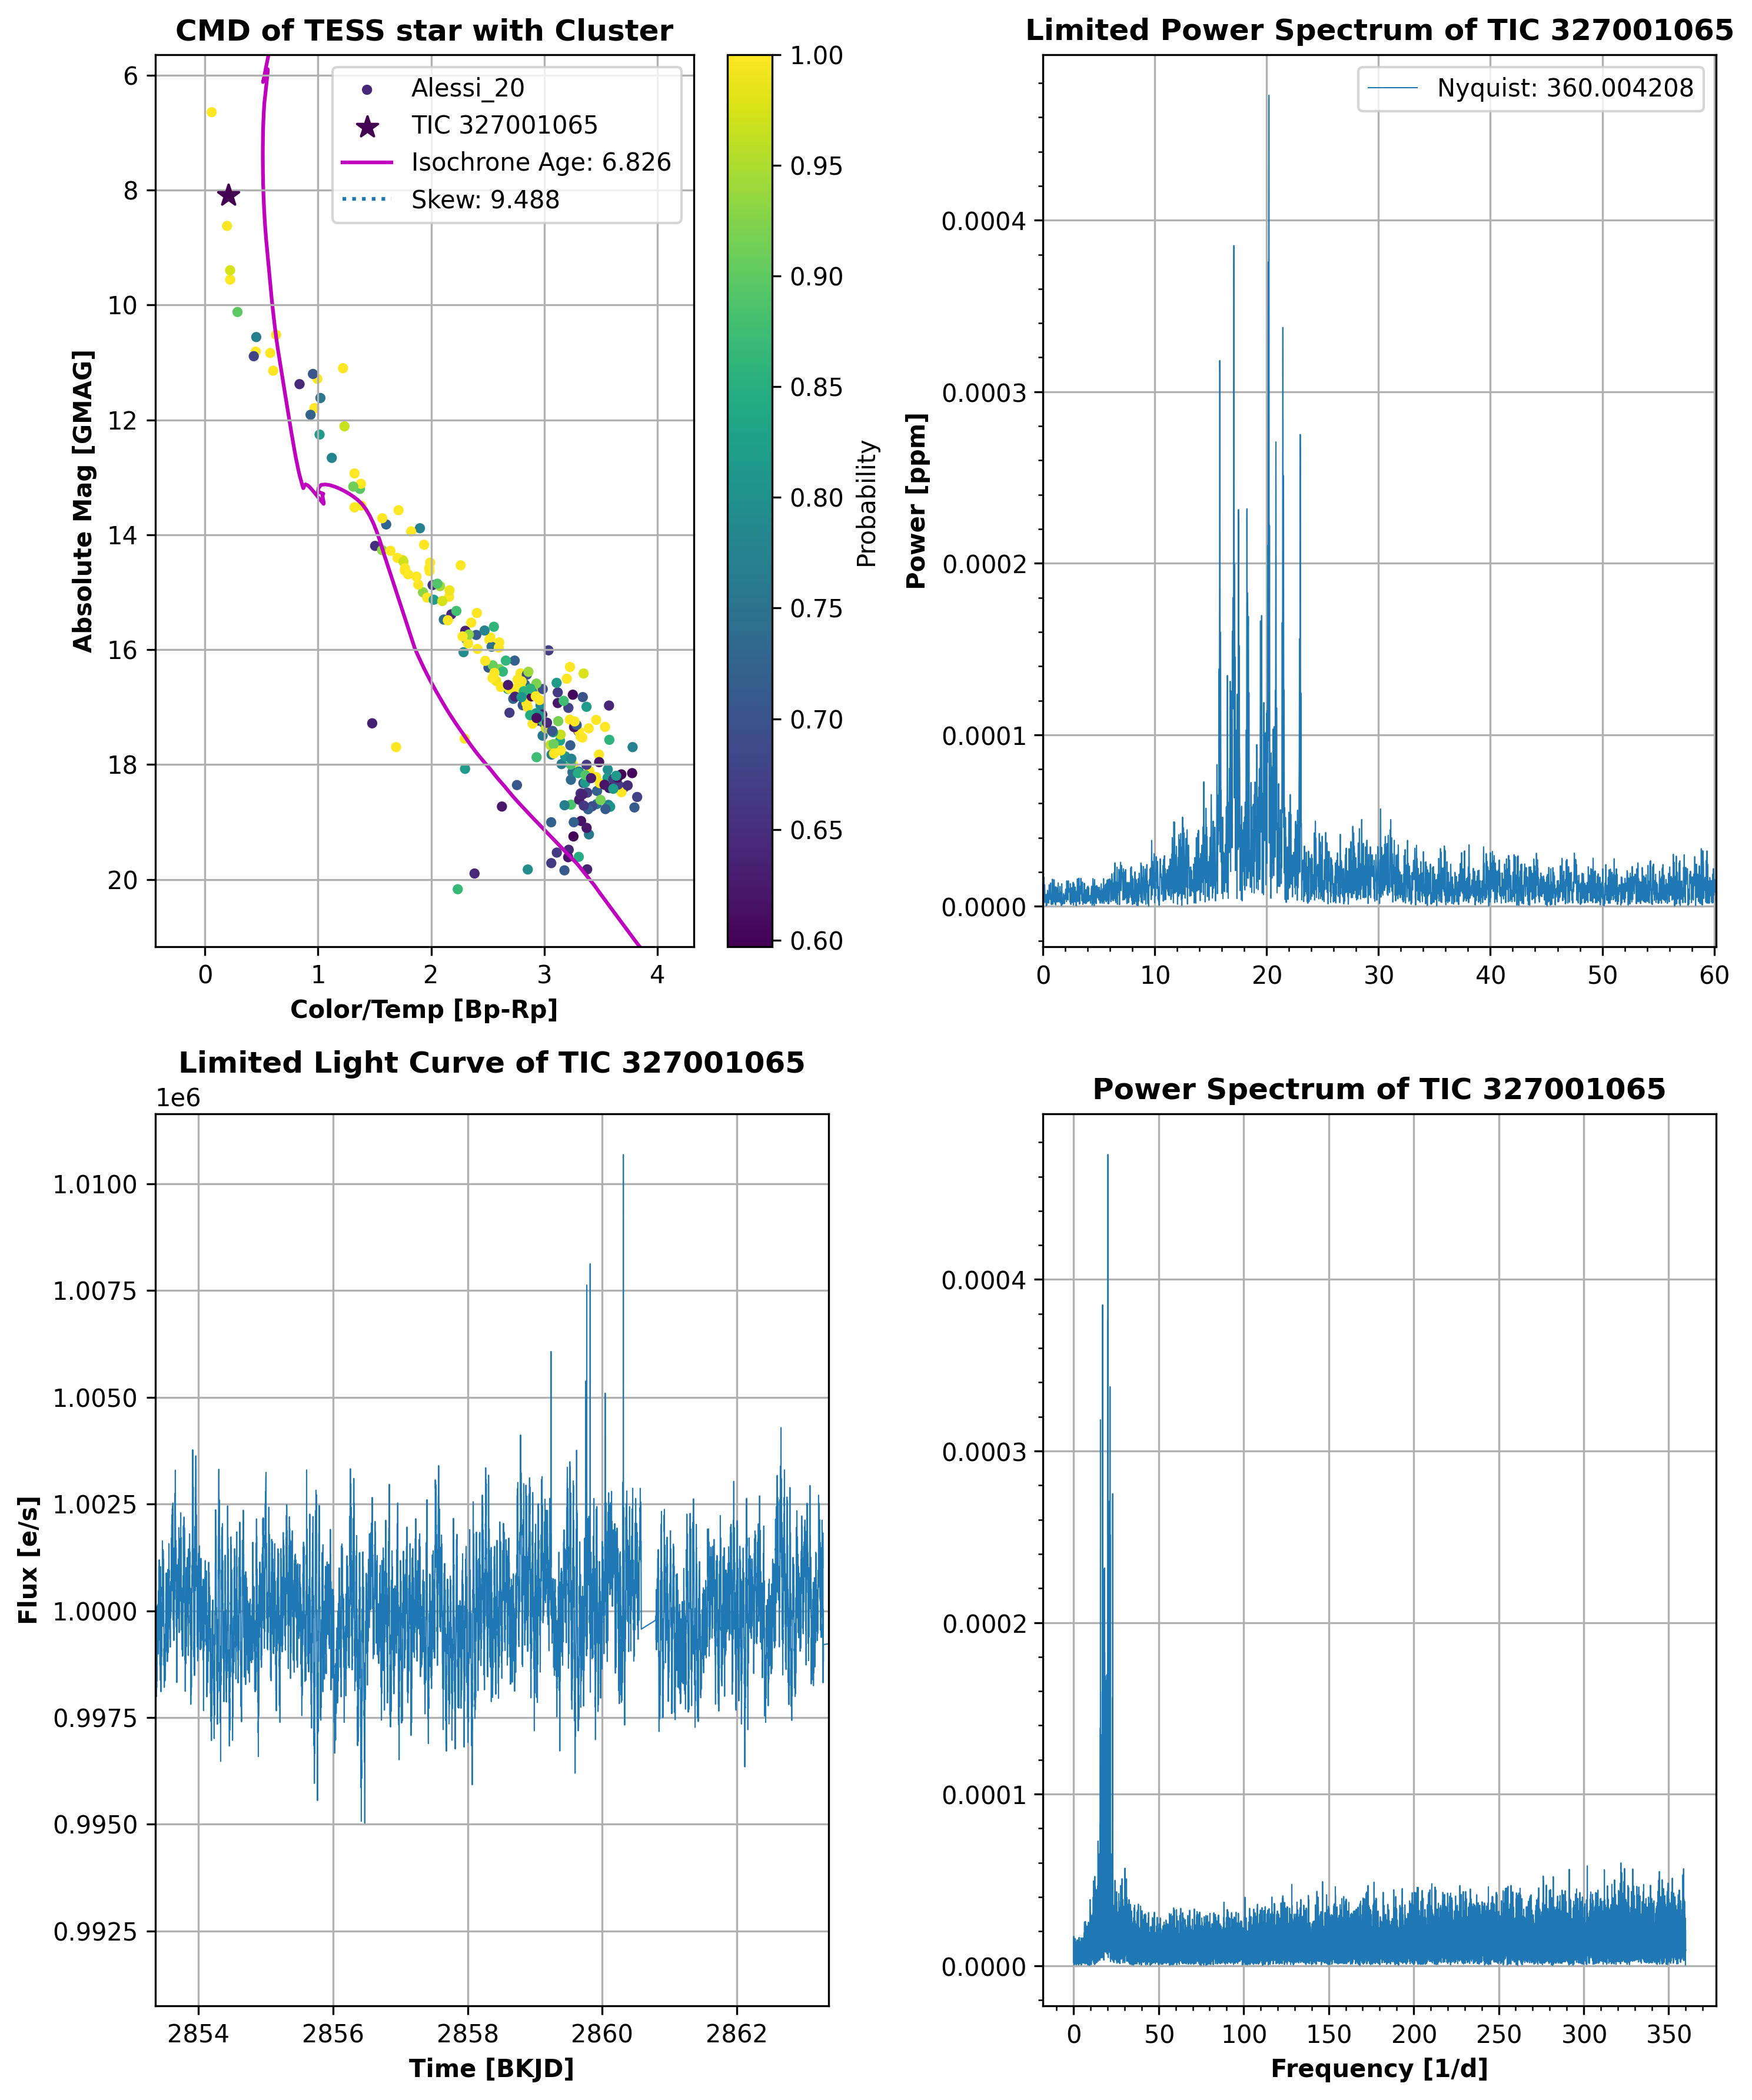 CMD of TESS star with Cluster
Alessi_20
TIC 327001065
Isochrone Age: 6.826
Skew: 9.488
6
8
10
12
14
16
18
20
Absolute Mag [GMAG]
0 1 2 3 4
Color/Temp [Bp-Rp]
1.00
0.95
0.90
0.85
0.80
0.75
0.70
0.65
0.60
Probability
Limited Power Spectrum of TIC 327001065
Nyquist: 360.004208
0.0004
0.0003
0.0002
0.0001
0.0000
Power [ppm]
0 10 20 30 40 50 60
Limited Light Curve of TIC 327001065
1e6
1.0100
1.0075
1.0050
1.0025
1.0000
0.9975
0.9950
0.9925
Flux [e/s]
2854 2856 2858 2860 2862
Time [BKJD]
Power Spectrum of TIC 327001065
0.0004
0.0003
0.0002
0.0001
0.0000
0 50 100 150 200 250 300 350
Frequency [1/d]